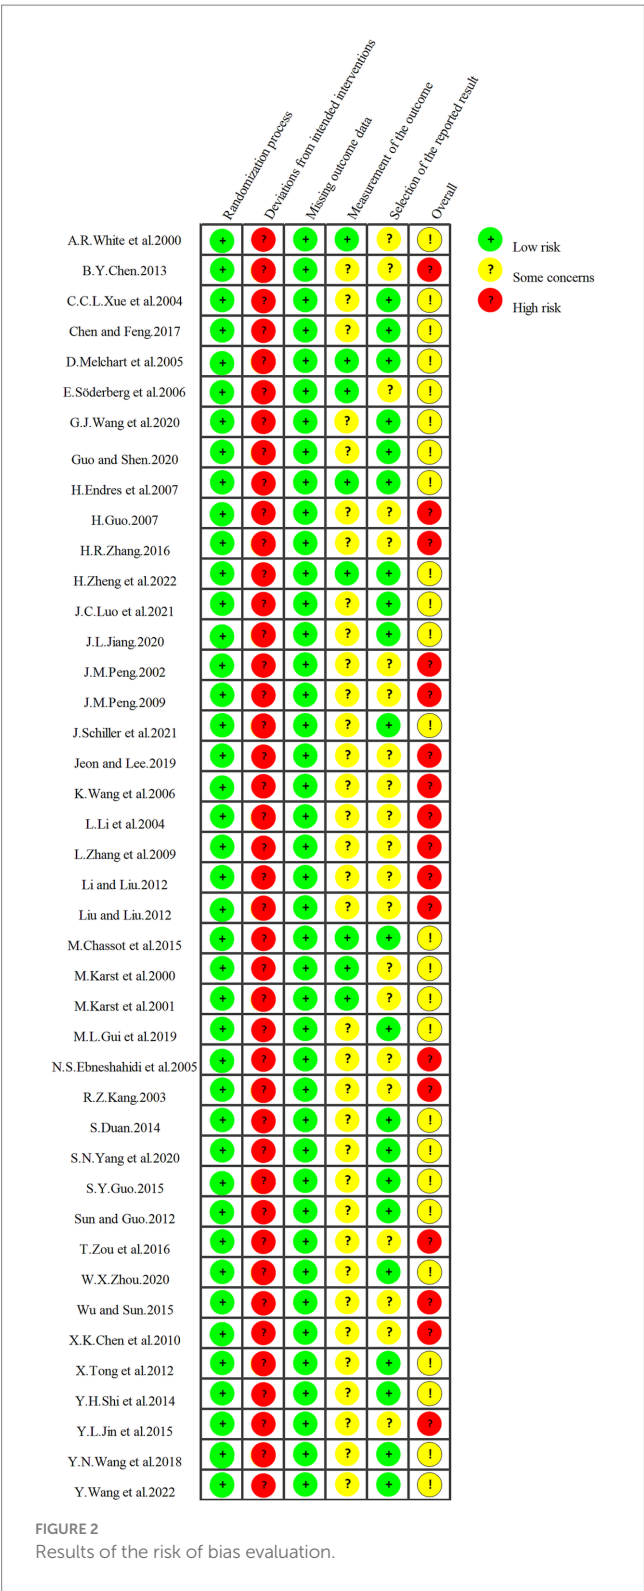 Randomization process
Deviations from intended interventions
Missing outcome data
Measurement of the outcome
Selection of the reported result
Overall
A.R.White et al.2000 + ? + + ? !
B.Y.Chen.2013 + ? + ? ? ?
C.C.L.Xue et al.2004 + ? + ? + !
Chen and Feng.2017 + ? + ? + !
D.Melchart et al.2005 + ? + + + !
E.Söderberg et al.2006 + ? + + ? !
G.J.Wang et al.2020 + ? + ? + !
Guo and Shen.2020 + ? + ? + !
H.Endres et al.2007 + ? + + + !
H.Guo.2007 + ? + ? ? ?
H.R.Zhang.2016 + ? + ? ? ?
H.Zheng et al.2022 + ? + + + !
J.C.Luo et al.2021 + ? + ? + !
J.L.Jiang.2020 + ? + ? + !
J.M.Peng.2002 + ? + ? ? ?
J.M.Peng.2009 + ? + ? ? ?
J.Schiller et al.2021 + ? + ? + !
Jeon and Lee.2019 + ? + ? ? ?
K.Wang et al.2006 + ? + ? ? ?
L.Li et al.2004 + ? + ? ? ?
L.Zhang et al.2009 + ? + ? ? ?
Li and Liu.2012 + ? + ? ? ?
Liu and Liu.2012 + ? + ? ? ?
M.Chassot et al.2015 + ? + + + !
M.Karst et al.2000 + ? + + ? !
M.Karst et al.2001 + ? + + ? !
M.L.Gui et al.2019 + ? + ? + !
N.S.Ebneshahidi et al.2005 + ? + ? ? ?
R.Z.Kang.2003 + ? + ? ? ?
S.Duan.2014 + ? + ? + !
S.N.Yang et al.2020 + ? + ? + !
S.Y.Guo.2015 + ? + ? + !
Sun and Guo.2012 + ? + ? + !
T.Zou et al.2016 + ? + ? ? ?
W.X.Zhou.2020 + ? + ? + !
Wu and Sun.2015 + ? + ? ? ?
X.K.Chen et al.2010 + ? + ? ? ?
X.Tong et al.2012 + ? + ? + !
Y.H.Shi et al.2014 + ? + ? + !
Y.L.Jin et al.2015 + ? + ? ? ?
Y.N.Wang et al.2018 + ? + ? + !
Y.Wang et al.2022 + ? + ? + !
+ Low risk
? Some concerns
? High risk
FIGURE 2
Results of the risk of bias evaluation.